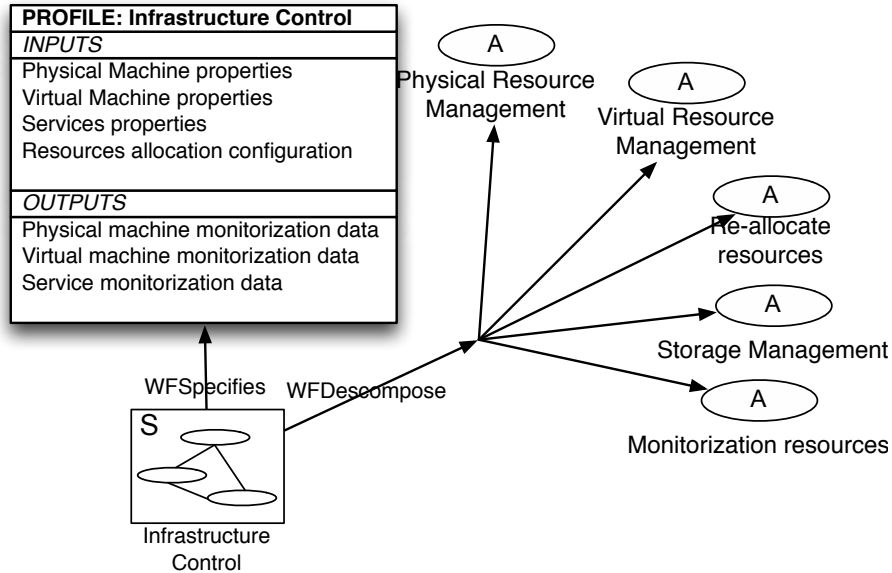 PROFILE: Infrastructure Control
INPUTS
Physical Machine properties
Virtual Machine properties
Services properties
Resources allocation configuration
OUTPUTS
Physical machine monitorization data
Virtual machine monitorization data
Service monitorization data
A
Physical Resource
Management
A
Virtual Resource
Management
A
Re-allocate
resources
A
Storage Management
A
Monitorization resources
WFSpecifies
WFDescompose
S
Infrastructure
Control